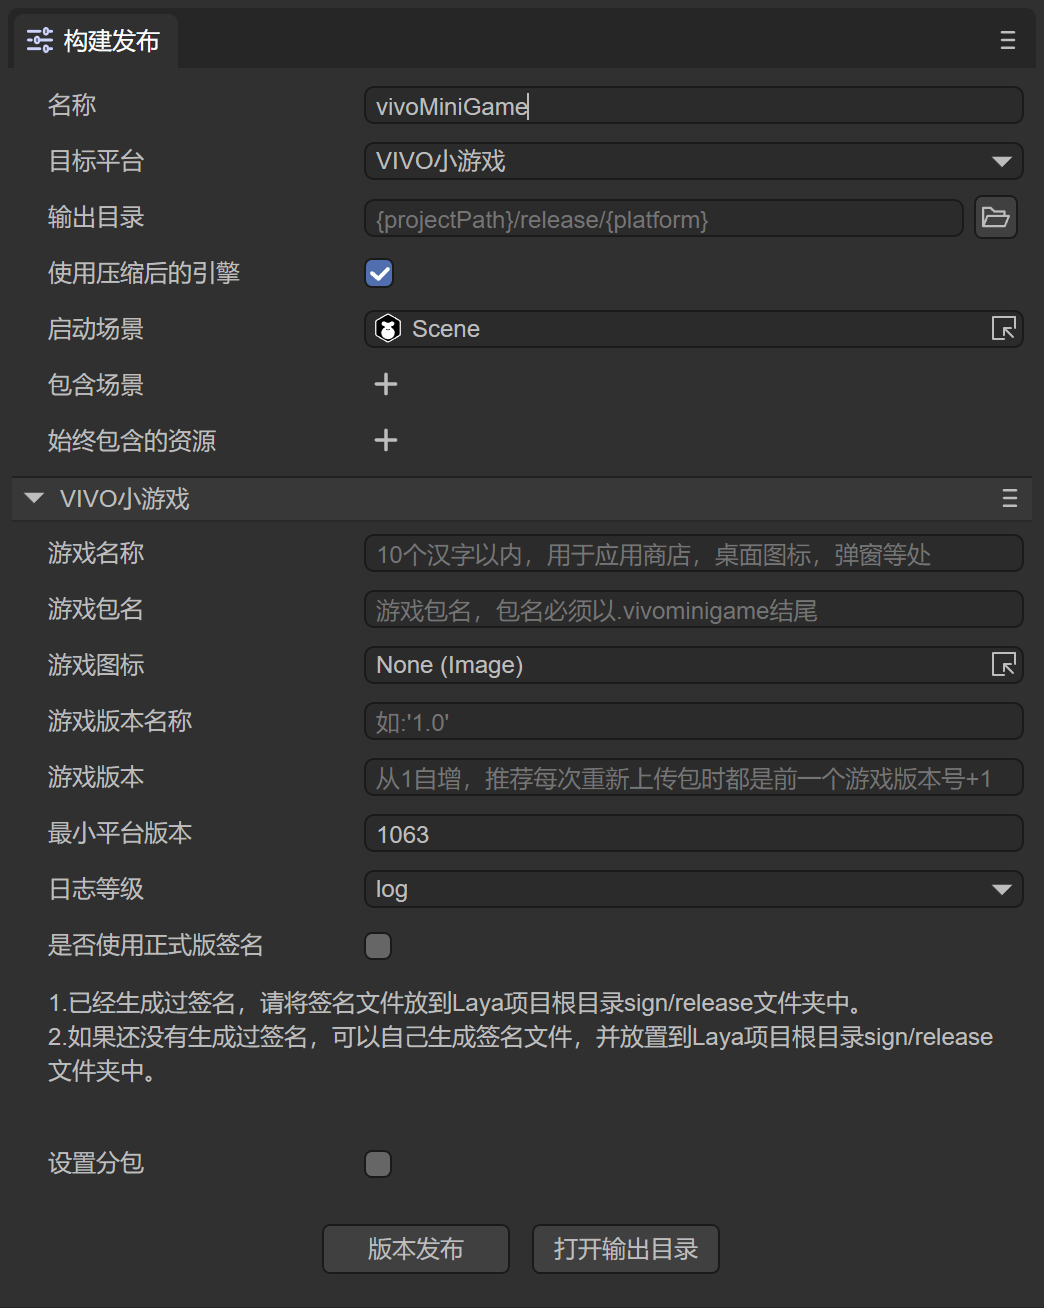 构建发布
名称
vivoMiniGame
目标平台
VIVO小游戏
输出目录
{projectPath}/release/{platform}
使用压缩后的引擎
启动场景
Scene
包含场景
始终包含的资源
VIVO小游戏
游戏名称
10个汉字以内，用于应用商店，桌面图标，弹窗等处
游戏包名
游戏包名，包名必须以.vivominigame结尾
游戏图标
None (Image)
游戏版本名称
如:'1.0'
游戏版本
从1自增，推荐每次重新上传包时都是前一个游戏版本号+1
最小平台版本
1063
日志等级
log
是否使用正式版签名
1.已经生成过签名，请将签名文件放到Laya项目根目录sign/release文件夹中。
2.如果还没有生成过签名，可以自己生成签名文件，并放置到Laya项目根目录sign/release
文件夹中。
设置分包
版本发布
打开输出目录